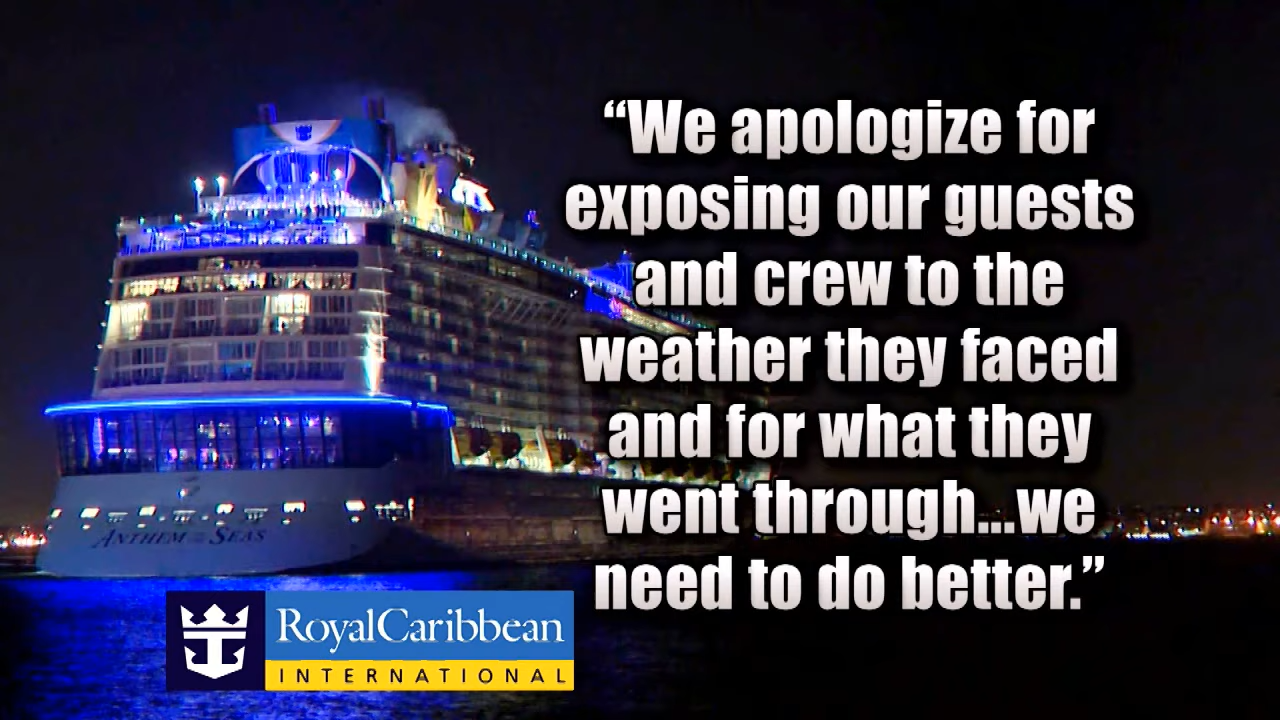 “We apologize for
exposing our guests
and crew to the
weather they faced
and for what they
went through...we
need to do better.”
ANTHEM OF THE SEAS
RoyalCaribbean
INTERNATIONAL